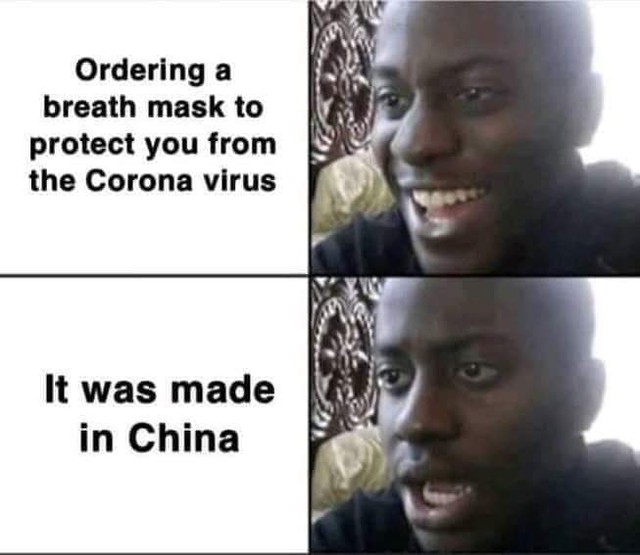 Ordering a
breath mask to
protect you from
the Corona virus
It was made
in China